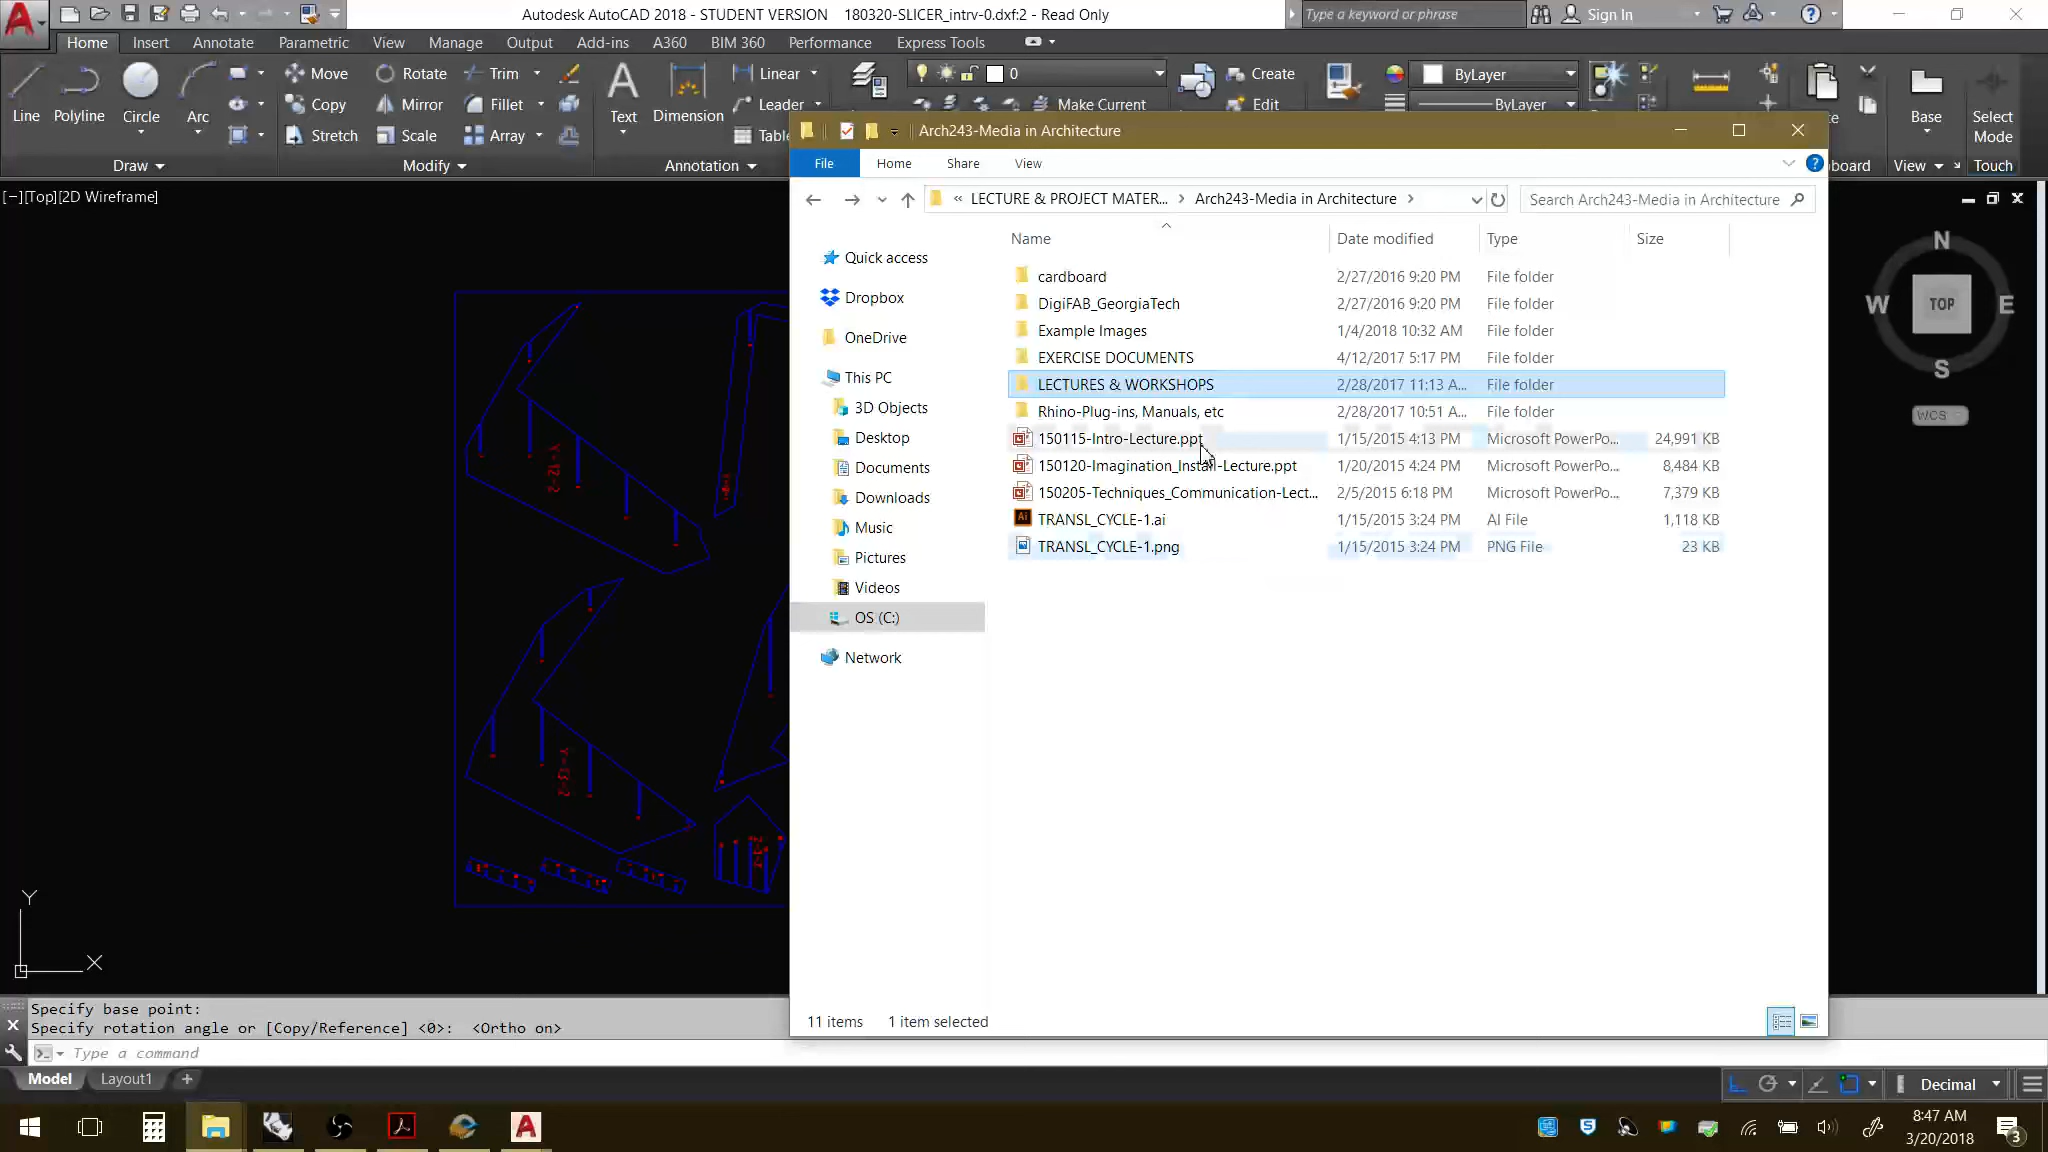 Autodesk AutoCAD 2018 - STUDENT VERSION 180320-SLICER_intrv-0.dxf:2 - Read Only
Type a keyword or phrase
Sign In
Home Insert Annotate Parametric View Manage Output Add-ins A360 BIM 360 Performance Express Tools
Move Rotate Trim Linear 0 Create ByLayer
Copy Mirror Fillet Leader Make Current Edit ByLayer
Line Polyline Circle Arc Text Dimension Base Select
Stretch Scale Array Mode
Draw Modify Annotation View Touch
[−][Top][2D Wireframe]
Arch243-Media in Architecture
File Home Share View
« LECTURE & PROJECT MATER... > Arch243-Media in Architecture >
Search Arch243-Media in Architecture
Name Date modified Type Size
Quick access
Dropbox
OneDrive
This PC
3D Objects
Desktop
Documents
Downloads
Music
Pictures
Videos
OS (C:)
Network
cardboard 2/27/2016 9:20 PM File folder
DigiFAB_GeorgiaTech 2/27/2016 9:20 PM File folder
Example Images 1/4/2018 10:32 AM File folder
EXERCISE DOCUMENTS 4/12/2017 5:17 PM File folder
LECTURES & WORKSHOPS 2/28/2017 11:13 A... File folder
Rhino-Plug-ins, Manuals, etc 2/28/2017 10:51 A... File folder
150115-Intro-Lecture.ppt 1/15/2015 4:13 PM Microsoft PowerPo... 24,991 KB
150120-Imagination_Install-Lecture.ppt 1/20/2015 4:24 PM Microsoft PowerPo... 8,484 KB
150205-Techniques_Communication-Lect... 2/5/2015 6:18 PM Microsoft PowerPo... 7,379 KB
TRANSL_CYCLE-1.ai 1/15/2015 3:24 PM AI File 1,118 KB
TRANSL_CYCLE-1.png 1/15/2015 3:24 PM PNG File 23 KB
11 items 1 item selected
N
W TOP E
S
WCS
Y
X
Specify base point:
Specify rotation angle or [Copy/Reference] <0>: <Ortho on>
Type a command
Model Layout1 +
Decimal
8:47 AM
3/20/2018
3